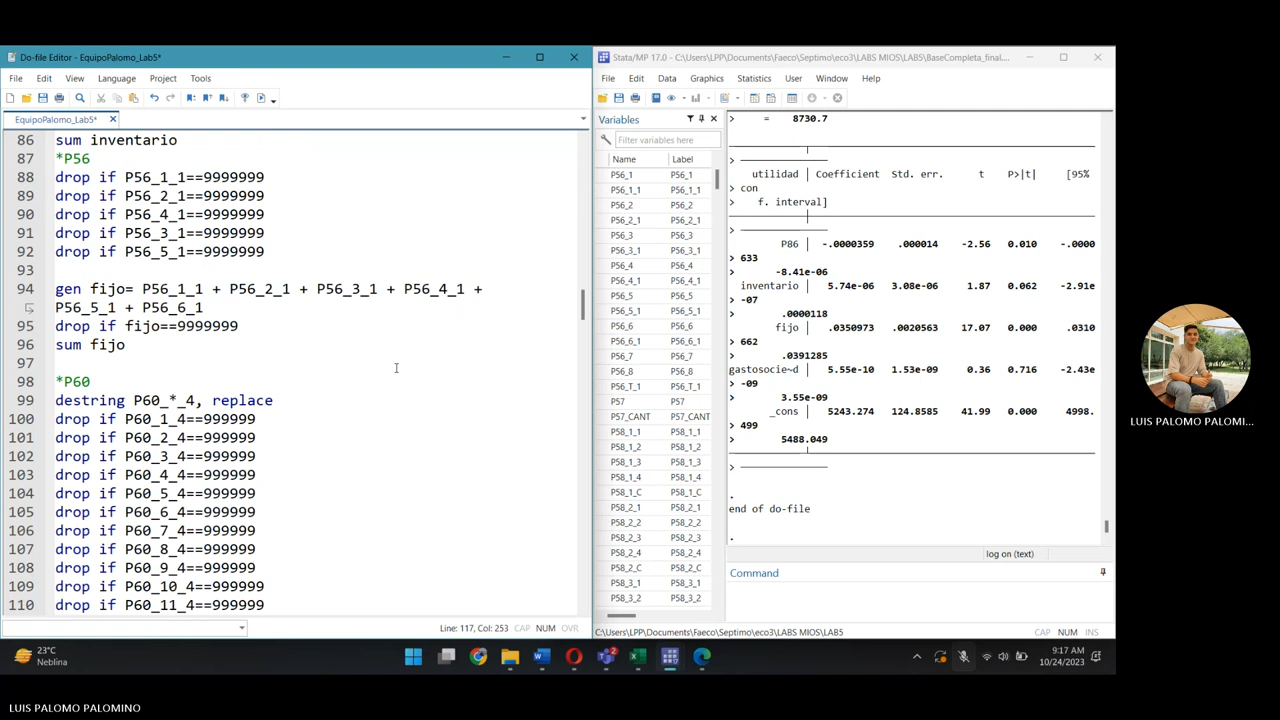 Do-file Editor - EquipoPalomo_Lab5*
File Edit View Language Project Tools
EquipoPalomo_Lab5*
86 sum inventario
87 *P56
88 drop if P56_1_1==9999999
89 drop if P56_2_1==9999999
90 drop if P56_4_1==9999999
91 drop if P56_3_1==9999999
92 drop if P56_5_1==9999999
93
94 gen fijo= P56_1_1 + P56_2_1 + P56_3_1 + P56_4_1 +
P56_5_1 + P56_6_1
95 drop if fijo==9999999
96 sum fijo
97
98 *P60
99 destring P60_*_4, replace
100 drop if P60_1_4==999999
101 drop if P60_2_4==999999
102 drop if P60_3_4==999999
103 drop if P60_4_4==999999
104 drop if P60_5_4==999999
105 drop if P60_6_4==999999
106 drop if P60_7_4==999999
107 drop if P60_8_4==999999
108 drop if P60_9_4==999999
109 drop if P60_10_4==999999
110 drop if P60_11_4==999999
Line: 117, Col: 253 CAP NUM OVR
Stata/MP 17.0 - C:\Users\LPP\Documents\Faeco\Septimo\eco3\LABS MIOS\LAB5\BaseCompleta_final....
File Edit Data Graphics Statistics User Window Help
Variables
Filter variables here
Name Label
P56_1 P56_1
P56_1_1 P56_1_1
P56_2 P56_2
P56_2_1 P56_2_1
P56_3 P56_3
P56_3_1 P56_3_1
P56_4 P56_4
P56_4_1 P56_4_1
P56_5 P56_5
P56_5_1 P56_5_1
P56_6 P56_6
P56_6_1 P56_6_1
P56_7 P56_7
P56_8 P56_8
P56_T_1 P56_T_1
P57 P57
P57_CANT P57_CANT
P58_1_1 P58_1_1
P58_1_2 P58_1_2
P58_1_3 P58_1_3
P58_1_4 P58_1_4
P58_1_C P58_1_C
P58_2_1 P58_2_1
P58_2_2 P58_2_2
P58_2_3 P58_2_3
P58_2_4 P58_2_4
P58_2_C P58_2_C
P58_3_1 P58_3_1
P58_3_2 P58_3_2
> = 8730.7
>
>
utilidad Coefficient Std. err. t P>|t| [95%
> con
> f. interval]
>
P86 -.0000359 .000014 -2.56 0.010 -.0000
> 633
> -8.41e-06
inventario 5.74e-06 3.08e-06 1.87 0.062 -2.91e
> -07
> .0000118
fijo .0350973 .0020563 17.07 0.000 .0310
> 662
> .0391285
gastosocie~d 5.55e-10 1.53e-09 0.36 0.716 -2.43e
> -09
> 3.55e-09
_cons 5243.274 124.8585 41.99 0.000 4998.
> 499
> 5488.049
>
.
end of do-file
.
log on (text)
Command
C:\Users\LPP\Documents\Faeco\Septimo\eco3\LABS MIOS\LAB5 CAP NUM INS
23°C
Neblina
9:17 AM
10/24/2023
LUIS PALOMO PALOMI...
LUIS PALOMO PALOMINO